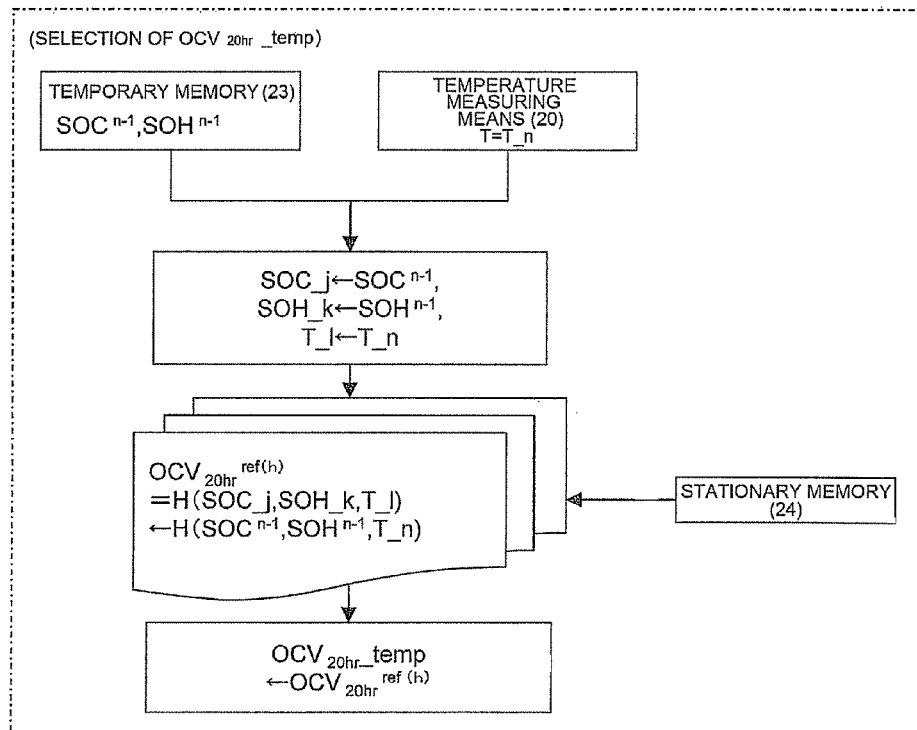 (SELECTION OF OCV 20hr _temp)
TEMPORARY MEMORY (23)
SOC n-1,SOH n-1
TEMPERATURE
MEASURING
MEANS (20)
T=T_n
SOC_j←SOC n-1,
SOH_k←SOH n-1,
T_l←T_n
OCV 20hr ref(h)
=H(SOC_j,SOH_k,T_l)
←H(SOC n-1,SOH n-1,T_n)
STATIONARY MEMORY
(24)
OCV 20hr_temp
←OCV 20hr ref(h)